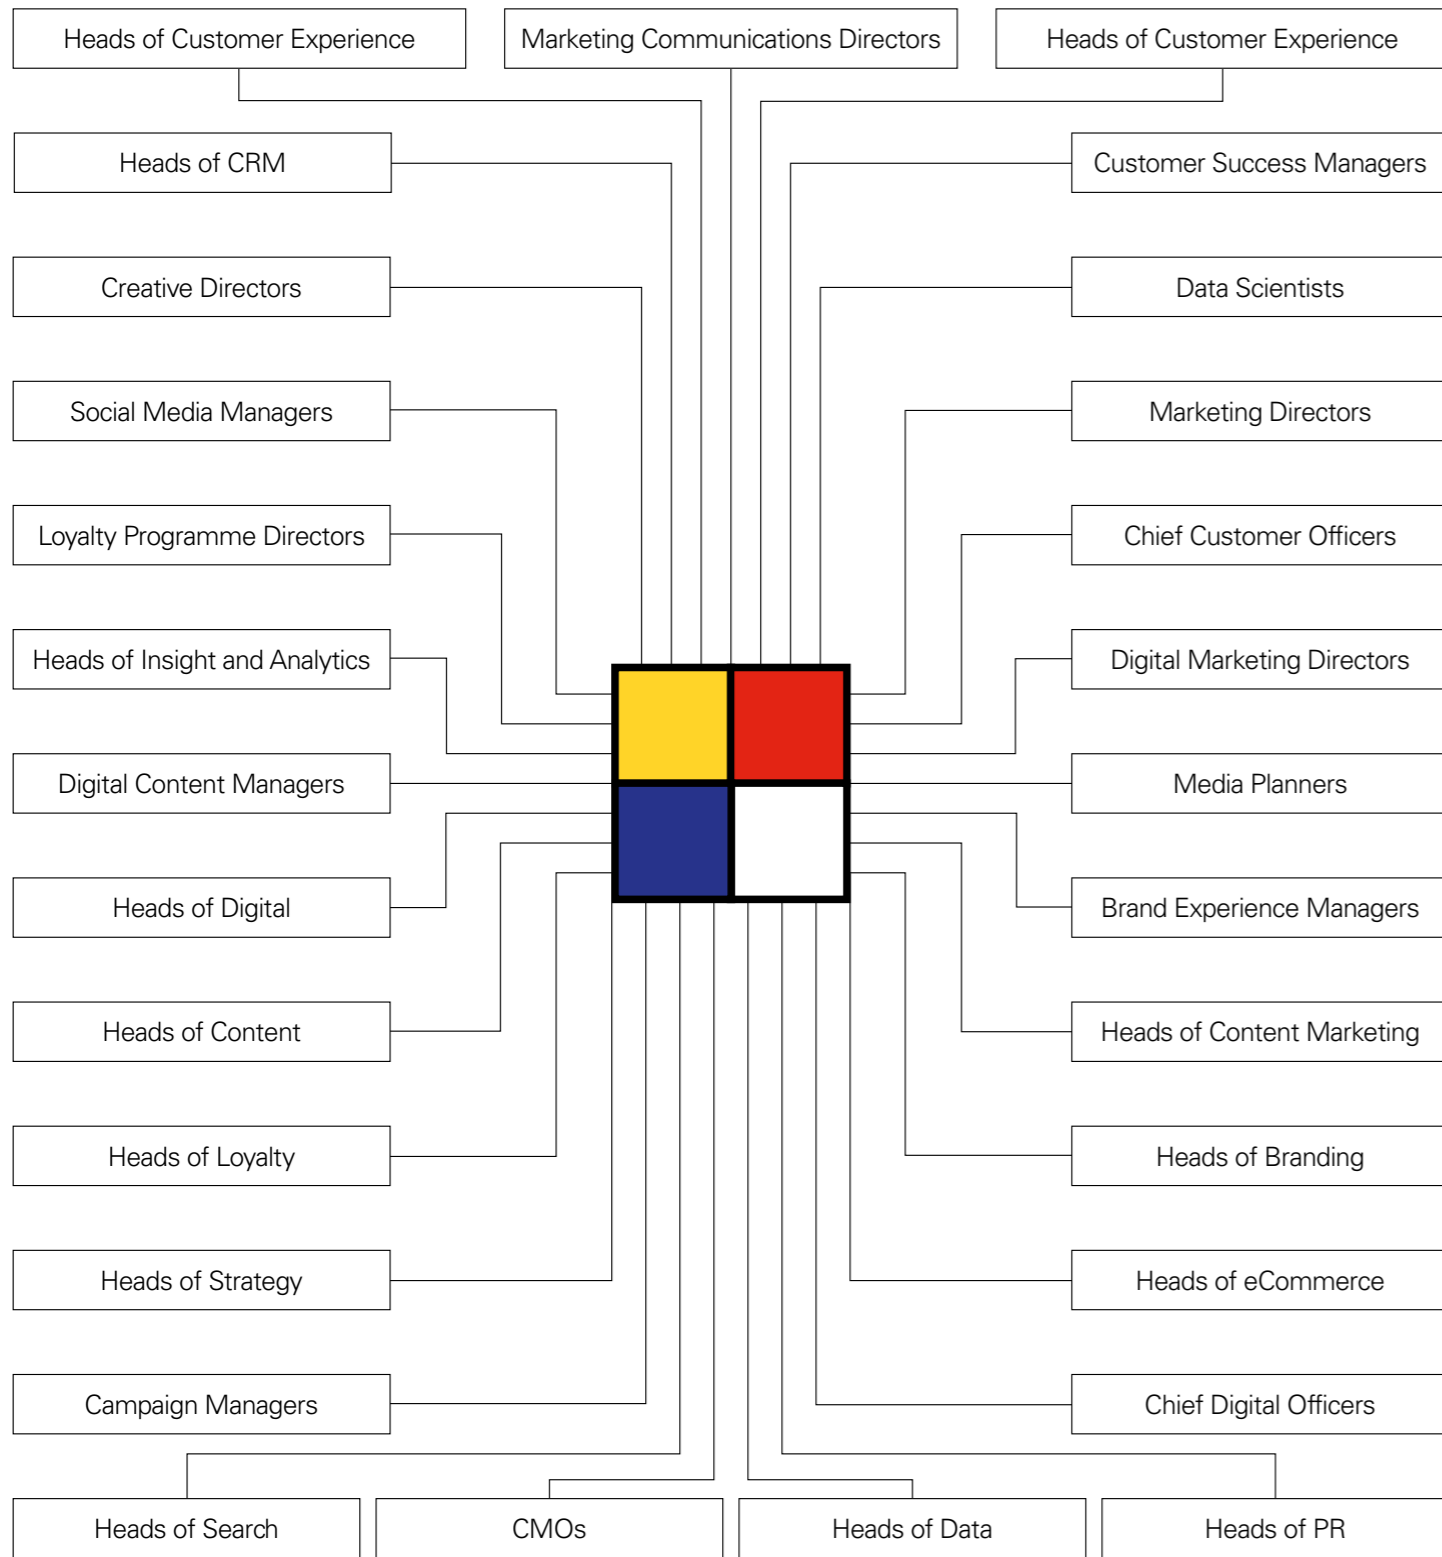 Heads of Customer Experience
Marketing Communications Directors
Heads of Customer Experience
Heads of CRM
Customer Success Managers
Creative Directors
Data Scientists
Social Media Managers
Marketing Directors
Loyalty Programme Directors
Chief Customer Officers
Heads of Insight and Analytics
Digital Marketing Directors
Digital Content Managers
Media Planners
Heads of Digital
Brand Experience Managers
Heads of Content
Heads of Content Marketing
Heads of Loyalty
Heads of Branding
Heads of Strategy
Heads of eCommerce
Campaign Managers
Chief Digital Officers
Heads of Search
CMOs
Heads of Data
Heads of PR